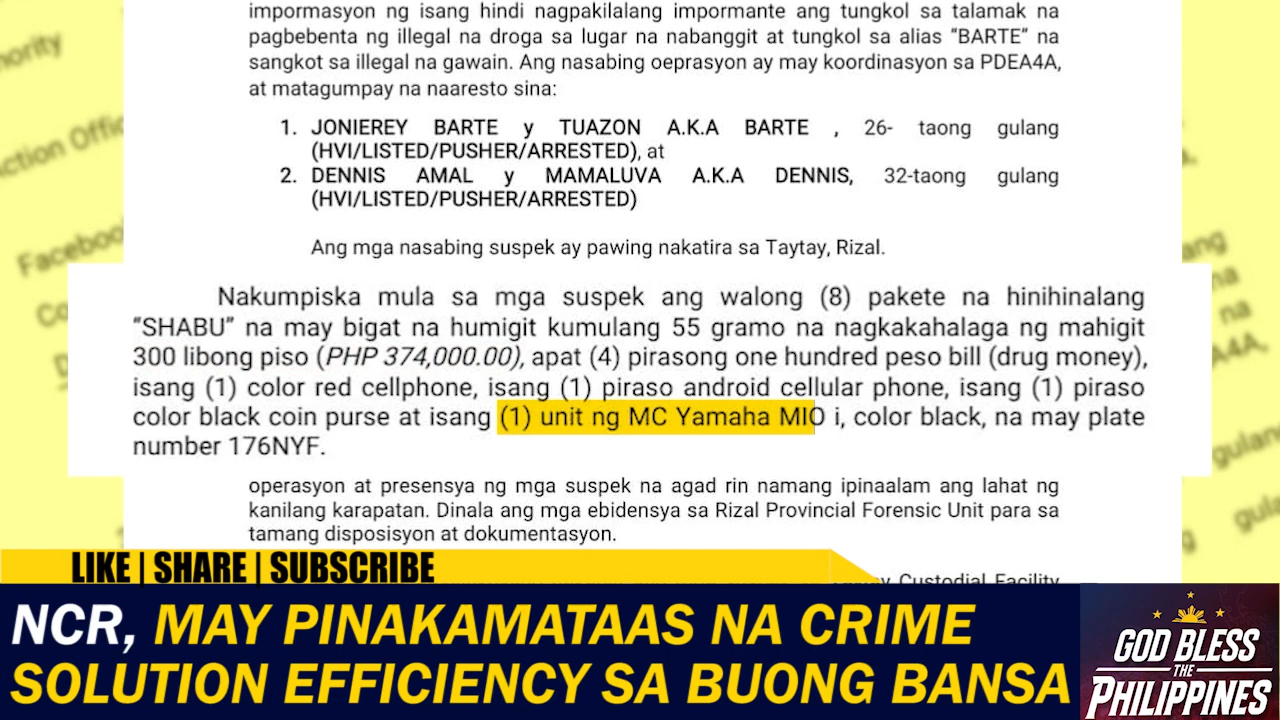 impormasyon ng isang hindi nagpakilalang impormante ang tungkol sa talamak na
pagbebenta ng illegal na droga sa lugar na nabanggit at tungkol sa alias “BARTE” na
sangkot sa illegal na gawain. Ang nasabing oeprasyon ay may koordinasyon sa PDEA4A,
at matagumpay na naaresto sina:
1. JONIEREY BARTE y TUAZON A.K.A BARTE , 26- taong gulang
(HVI/LISTED/PUSHER/ARRESTED), at
2. DENNIS AMAL y MAMALUVA A.K.A DENNIS, 32-taong gulang
(HVI/LISTED/PUSHER/ARRESTED)
Ang mga nasabing suspek ay pawing nakatira sa Taytay, Rizal.
Nakumpiska mula sa mga suspek ang walong (8) pakete na hinihinalang
“SHABU” na may bigat na humigit kumulang 55 gramo na nagkakahalaga ng mahigit
300 libong piso (PHP 374,000.00), apat (4) pirasong one hundred peso bill (drug money),
isang (1) color red cellphone, isang (1) piraso android cellular phone, isang (1) piraso
color black coin purse at isang (1) unit ng MC Yamaha MIO i, color black, na may plate
number 176NYF.
operasyon at presensya ng mga suspek na agad rin namang ipinaalam ang lahat ng
kanilang karapatan. Dinala ang mga ebidensya sa Rizal Provincial Forensic Unit para sa
tamang disposisyon at dokumentasyon.
Custodial Facility
LIKE | SHARE | SUBSCRIBE
NCR, MAY PINAKAMATAAS NA CRIME
SOLUTION EFFICIENCY SA BUONG BANSA
GOD BLESS
THE
PHILIPPINES